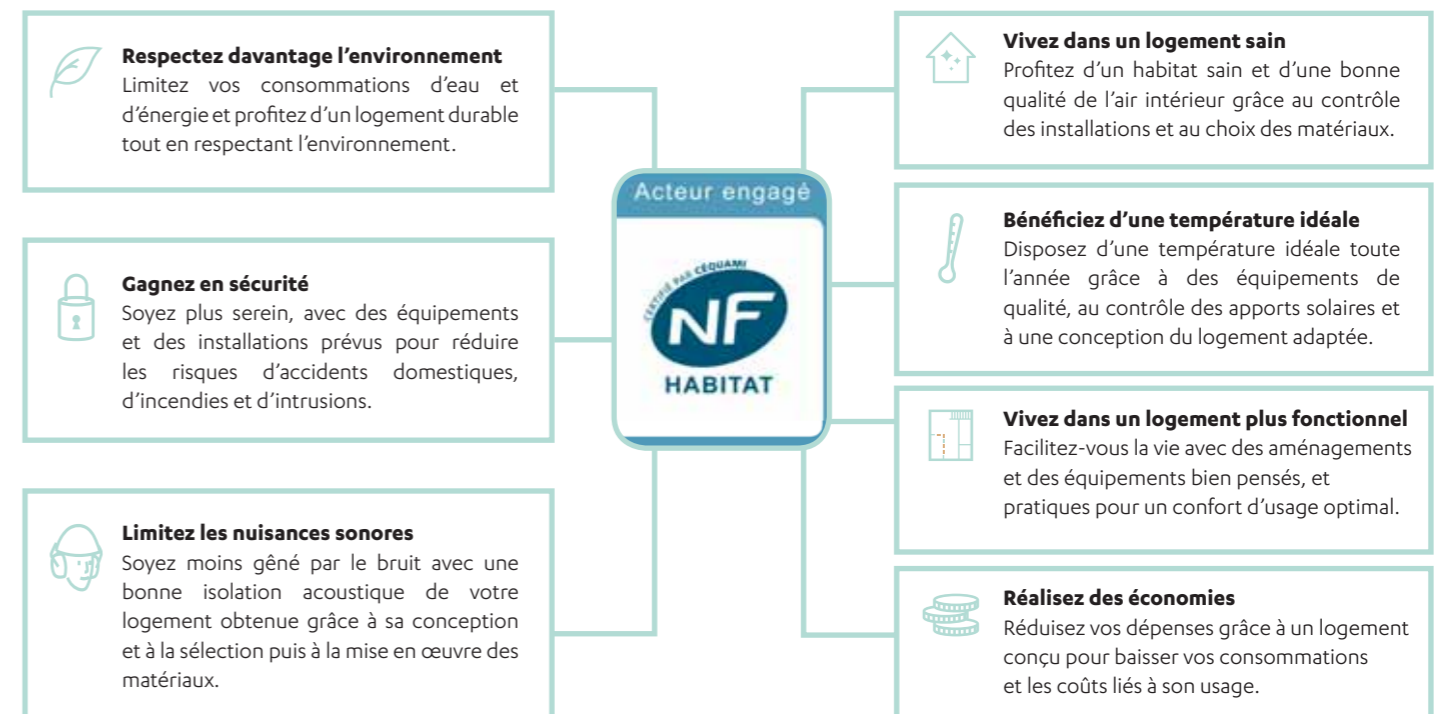 Respectez davantage l'environnement
Limitez vos consommations d'eau et
d'énergie et profitez d'un logement durable
tout en respectant l'environnement.
Gagnez en sécurité
Soyez plus serein, avec des équipements
et des installations prévus pour réduire
les risques d'accidents domestiques,
d'incendies et d'intrusions.
Limitez les nuisances sonores
Soyez moins gêné par le bruit avec une
bonne isolation acoustique de votre
logement obtenue grâce à sa conception
et à la sélection puis à la mise en œuvre des
matériaux.
Acteur engagé
CERTIFIÉ PAR CÉQUAMI
NF
HABITAT
Vivez dans un logement sain
Profitez d'un habitat sain et d'une bonne
qualité de l'air intérieur grâce au contrôle
des installations et au choix des matériaux.
Bénéficiez d'une température idéale
Disposez d'une température idéale toute
l'année grâce à des équipements de
qualité, au contrôle des apports solaires et
à une conception du logement adaptée.
Vivez dans un logement plus fonctionnel
Facilitez-vous la vie avec des aménagements
et des équipements bien pensés, et
pratiques pour un confort d'usage optimal.
Réalisez des économies
Réduisez vos dépenses grâce à un logement
conçu pour baisser vos consommations
et les coûts liés à son usage.